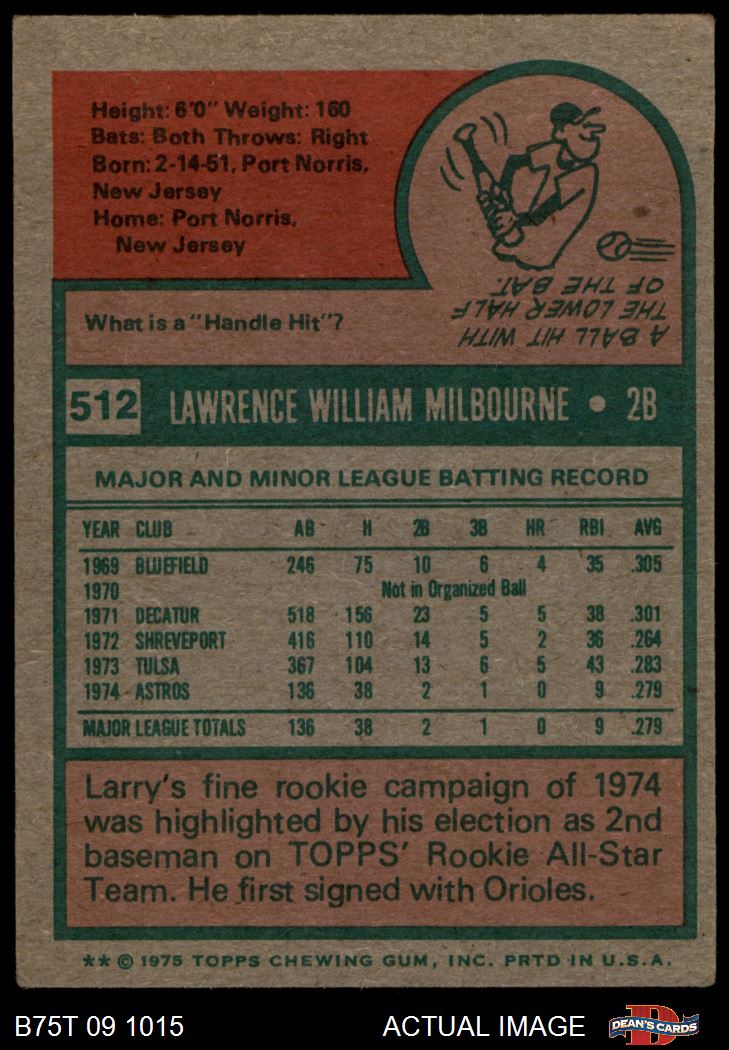 Height: 6'0" Weight: 160
Bats: Both Throws: Right
Born: 2-14-51, Port Norris,
New Jersey
Home: Port Norris,
New Jersey
What is a "Handle Hit"?
A BALL HIT WITH
THE LOWER HALF
OF THE BAT.
512 LAWRENCE WILLIAM MILBOURNE • 2B
MAJOR AND MINOR LEAGUE BATTING RECORD
YEAR CLUB AB H 2B 3B HR RBI AVG
1969 BLUEFIELD 246 75 10 6 4 35 .305
1970 Not in Organized Ball
1971 DECATUR 518 156 23 5 5 38 .301
1972 SHREVEPORT 416 110 14 5 2 36 .264
1973 TULSA 367 104 13 6 5 43 .283
1974 ASTROS 136 38 2 1 0 9 .279
MAJOR LEAGUE TOTALS 136 38 2 1 0 9 .279
Larry's fine rookie campaign of 1974
was highlighted by his election as 2nd
baseman on TOPPS' Rookie All-Star
Team. He first signed with Orioles.
** © 1975 TOPPS CHEWING GUM, INC. PRTD IN U.S.A.
B75T 09 1015 ACTUAL IMAGE D DEAN'S CARDS